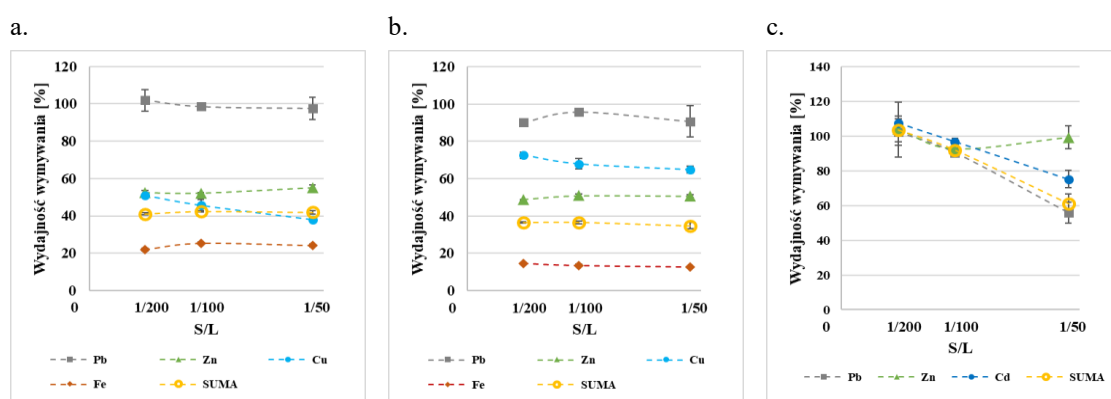 a.
120
100
80
60
40
20
0
Wydajność wymywania [%]
0 1/200 1/100 1/50
S/L
Pb Zn Cu
Fe SUMA
b.
120
100
80
60
40
20
0
Wydajność wymywania [%]
0 1/200 1/100 1/50
S/L
Pb Zn Cu
Fe SUMA
c.
140
120
100
80
60
40
20
0
Wydajność wymywania [%]
0 1/200 1/100 1/50
S/L
Pb Zn Cd SUMA